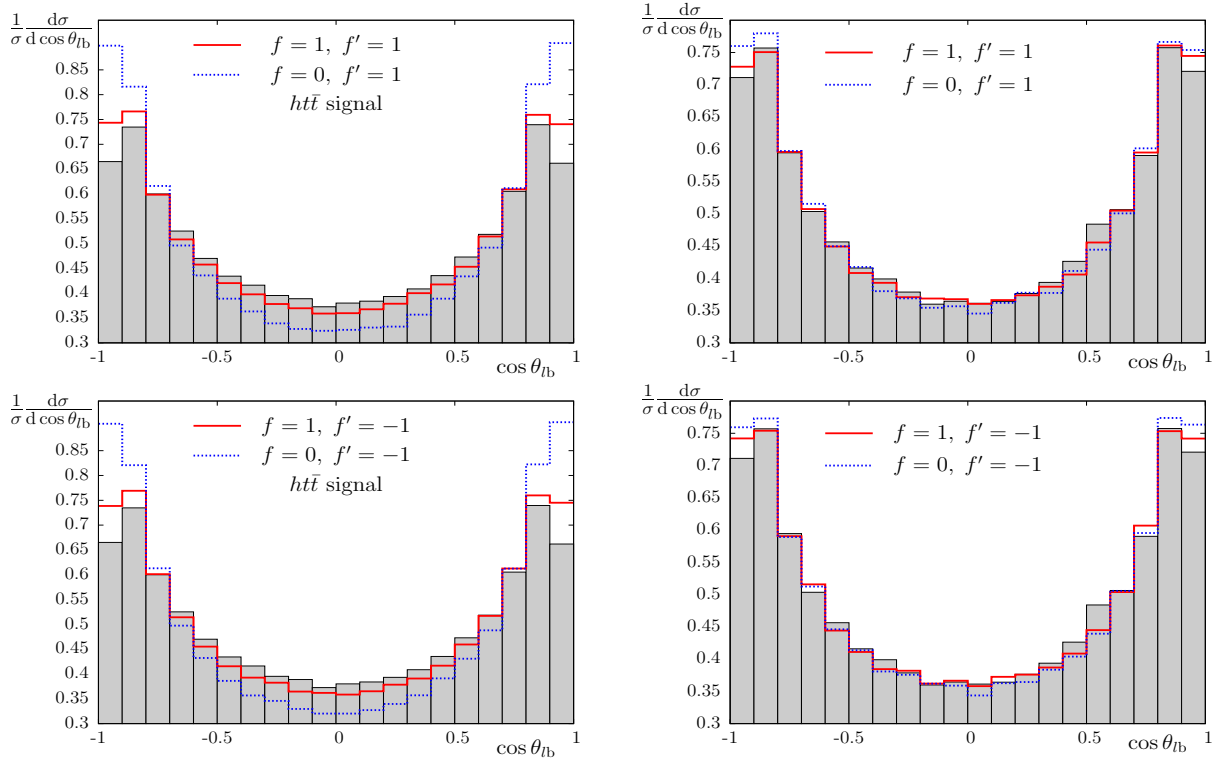 1/σ dσ/d cos θ_lb
f = 1, f′ = 1
f = 0, f′ = 1
htt̄ signal
0.85
0.8
0.75
0.7
0.65
0.6
0.55
0.5
0.45
0.4
0.35
0.3
-1 -0.5 0 0.5 1
cos θ_lb
1/σ dσ/d cos θ_lb
f = 1, f′ = 1
f = 0, f′ = 1
0.75
0.7
0.65
0.6
0.55
0.5
0.45
0.4
0.35
0.3
-1 -0.5 0 0.5 1
cos θ_lb
1/σ dσ/d cos θ_lb
f = 1, f′ = −1
f = 0, f′ = −1
htt̄ signal
0.85
0.8
0.75
0.7
0.65
0.6
0.55
0.5
0.45
0.4
0.35
0.3
-1 -0.5 0 0.5 1
cos θ_lb
1/σ dσ/d cos θ_lb
f = 1, f′ = −1
f = 0, f′ = −1
0.75
0.7
0.65
0.6
0.55
0.5
0.45
0.4
0.35
0.3
-1 -0.5 0 0.5 1
cos θ_lb